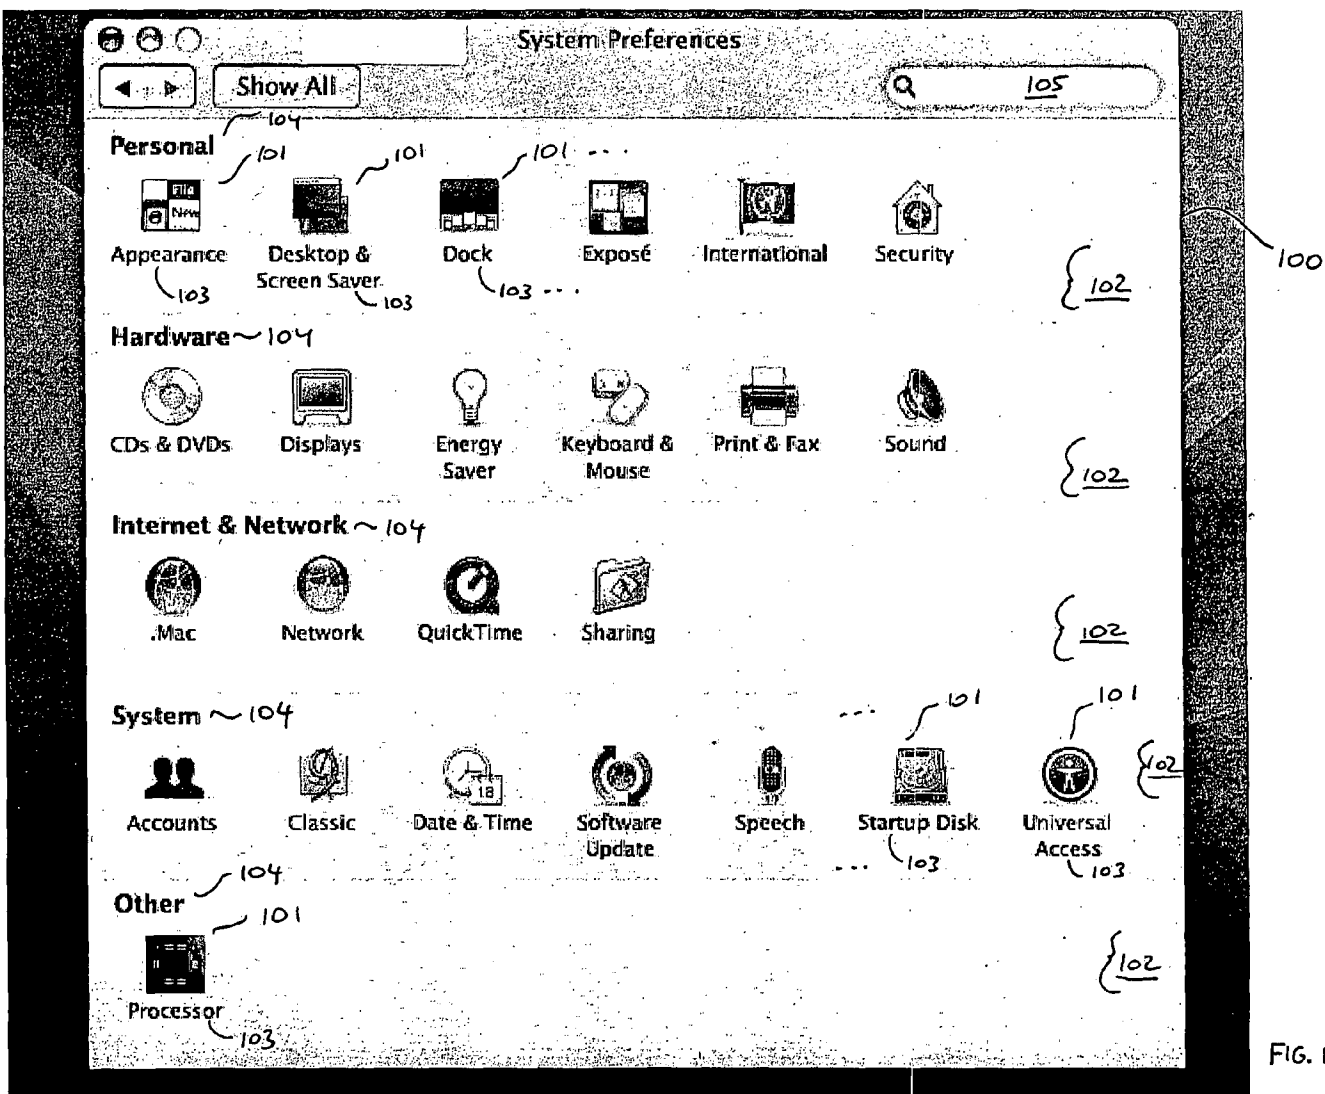 System Preferences
Show All
105
104
Personal
101 101 101 ...
File
New
Appearance Desktop & Screen Saver Dock Exposé International Security
100
103 103 103 ...
102
Hardware ~ 104
CDs & DVDs Displays Energy Saver Keyboard & Mouse Print & Fax Sound
102
Internet & Network ~ 104
.Mac Network QuickTime Sharing
102
System ~ 104
... 101 101
102
18
Accounts Classic Date & Time Software Update Speech Startup Disk Universal Access
... 103 103
104
Other
101
102
Processor
103
FIG. 1